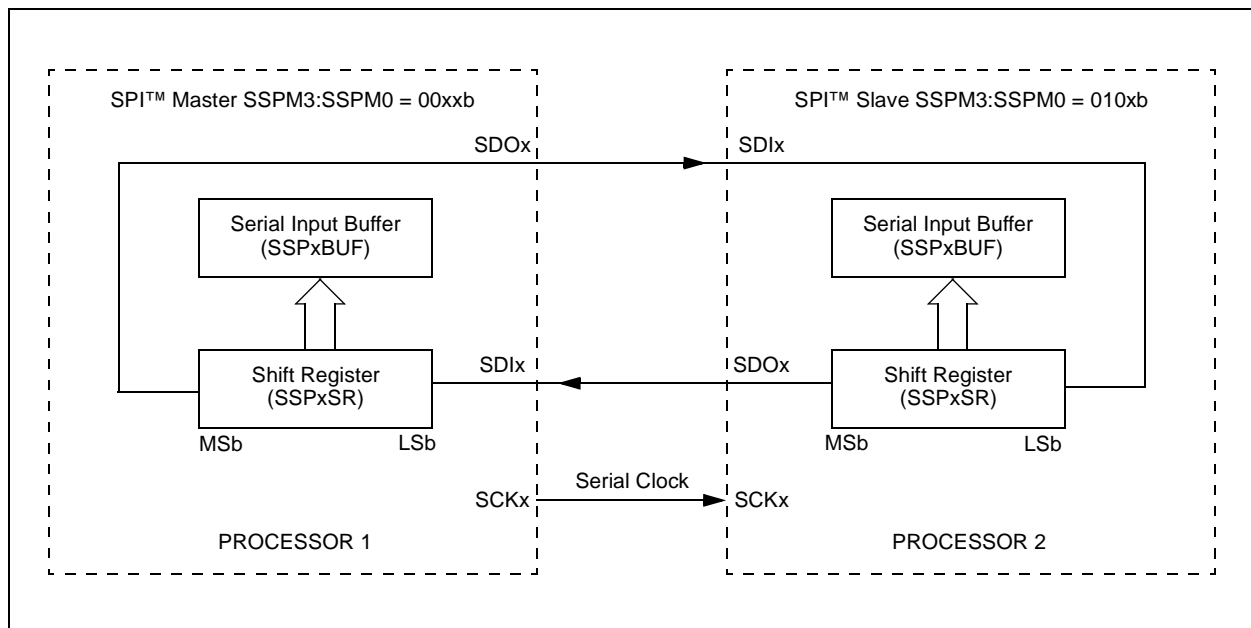 SPI™ Master SSPM3:SSPM0 = 00xxb
SPI™ Slave SSPM3:SSPM0 = 010xb
SDOx
SDIx
Serial Input Buffer
(SSPxBUF)
Serial Input Buffer
(SSPxBUF)
Shift Register
(SSPxSR)
SDIx
SDOx
Shift Register
(SSPxSR)
MSb
LSb
MSb
LSb
Serial Clock
SCKx
SCKx
PROCESSOR 1
PROCESSOR 2